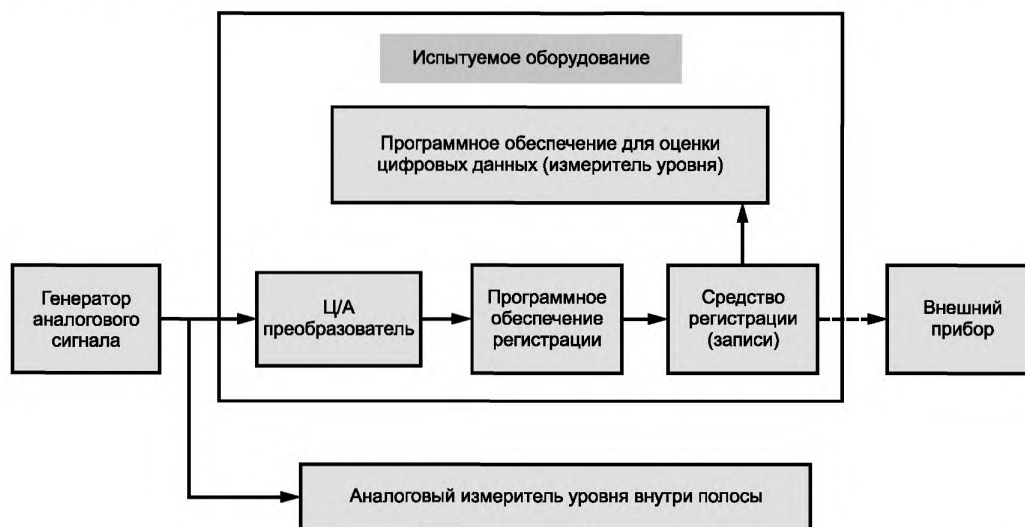 Испытуемое оборудование
Программное обеспечение для оценки
цифровых данных (измеритель уровня)
Генератор
аналогового
сигнала
Ц/А
преобразователь
Программное
обеспечение
регистрации
Средство
регистрации
(записи)
Внешний
прибор
Аналоговый измеритель уровня внутри полосы